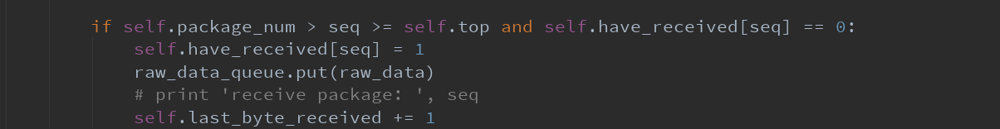 if self.package_num > seq >= self.top and self.have_received[seq] == 0:
self.have_received[seq] = 1
raw_data_queue.put(raw_data)
# print 'receive package: ', seq
self.last_byte_received += 1